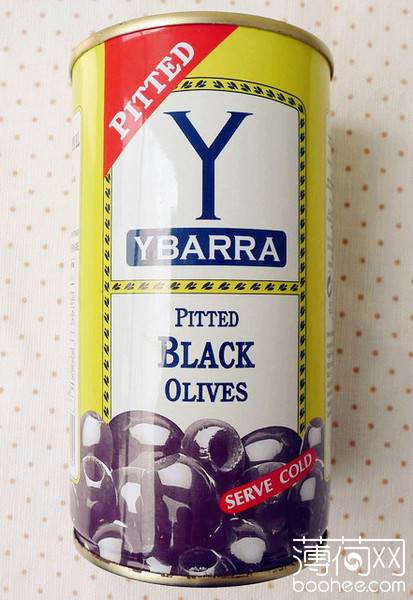 PITTED
Y
YBARRA
PITTED
BLACK
OLIVES
SERVE COLD
薄荷网
boohee.com